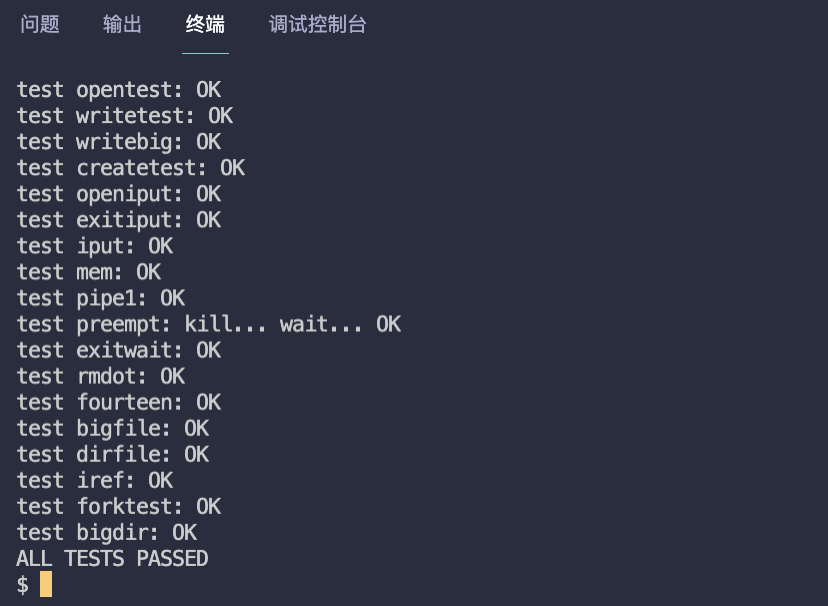 问题 输出 终端 调试控制台
test opentest: OK
test writetest: OK
test writebig: OK
test createtest: OK
test openiput: OK
test exitiput: OK
test iput: OK
test mem: OK
test pipe1: OK
test preempt: kill... wait... OK
test exitwait: OK
test rmdot: OK
test fourteen: OK
test bigfile: OK
test dirfile: OK
test iref: OK
test forktest: OK
test bigdir: OK
ALL TESTS PASSED
$